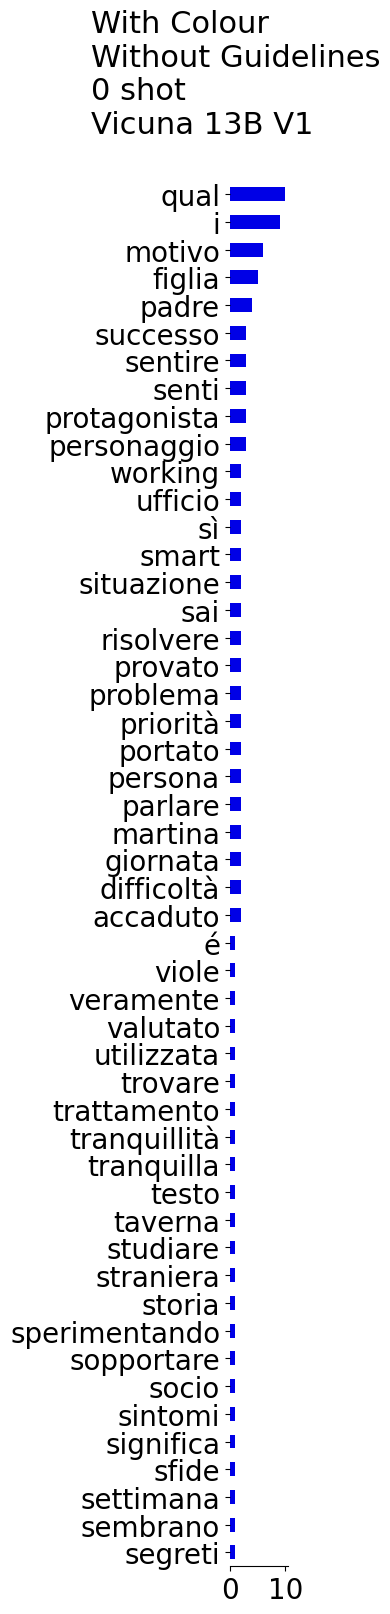 With Colour
Without Guidelines
0 shot
Vicuna 13B V1
qual
i
motivo
figlia
padre
successo
sentire
senti
protagonista
personaggio
working
ufficio
sì
smart
situazione
sai
risolvere
provato
problema
priorità
portato
persona
parlare
martina
giornata
difficoltà
accaduto
é
viole
veramente
valutato
utilizzata
trovare
trattamento
tranquillità
tranquilla
testo
taverna
studiare
straniera
storia
sperimentando
sopportare
socio
sintomi
significa
sfide
settimana
sembrano
segreti
0 10